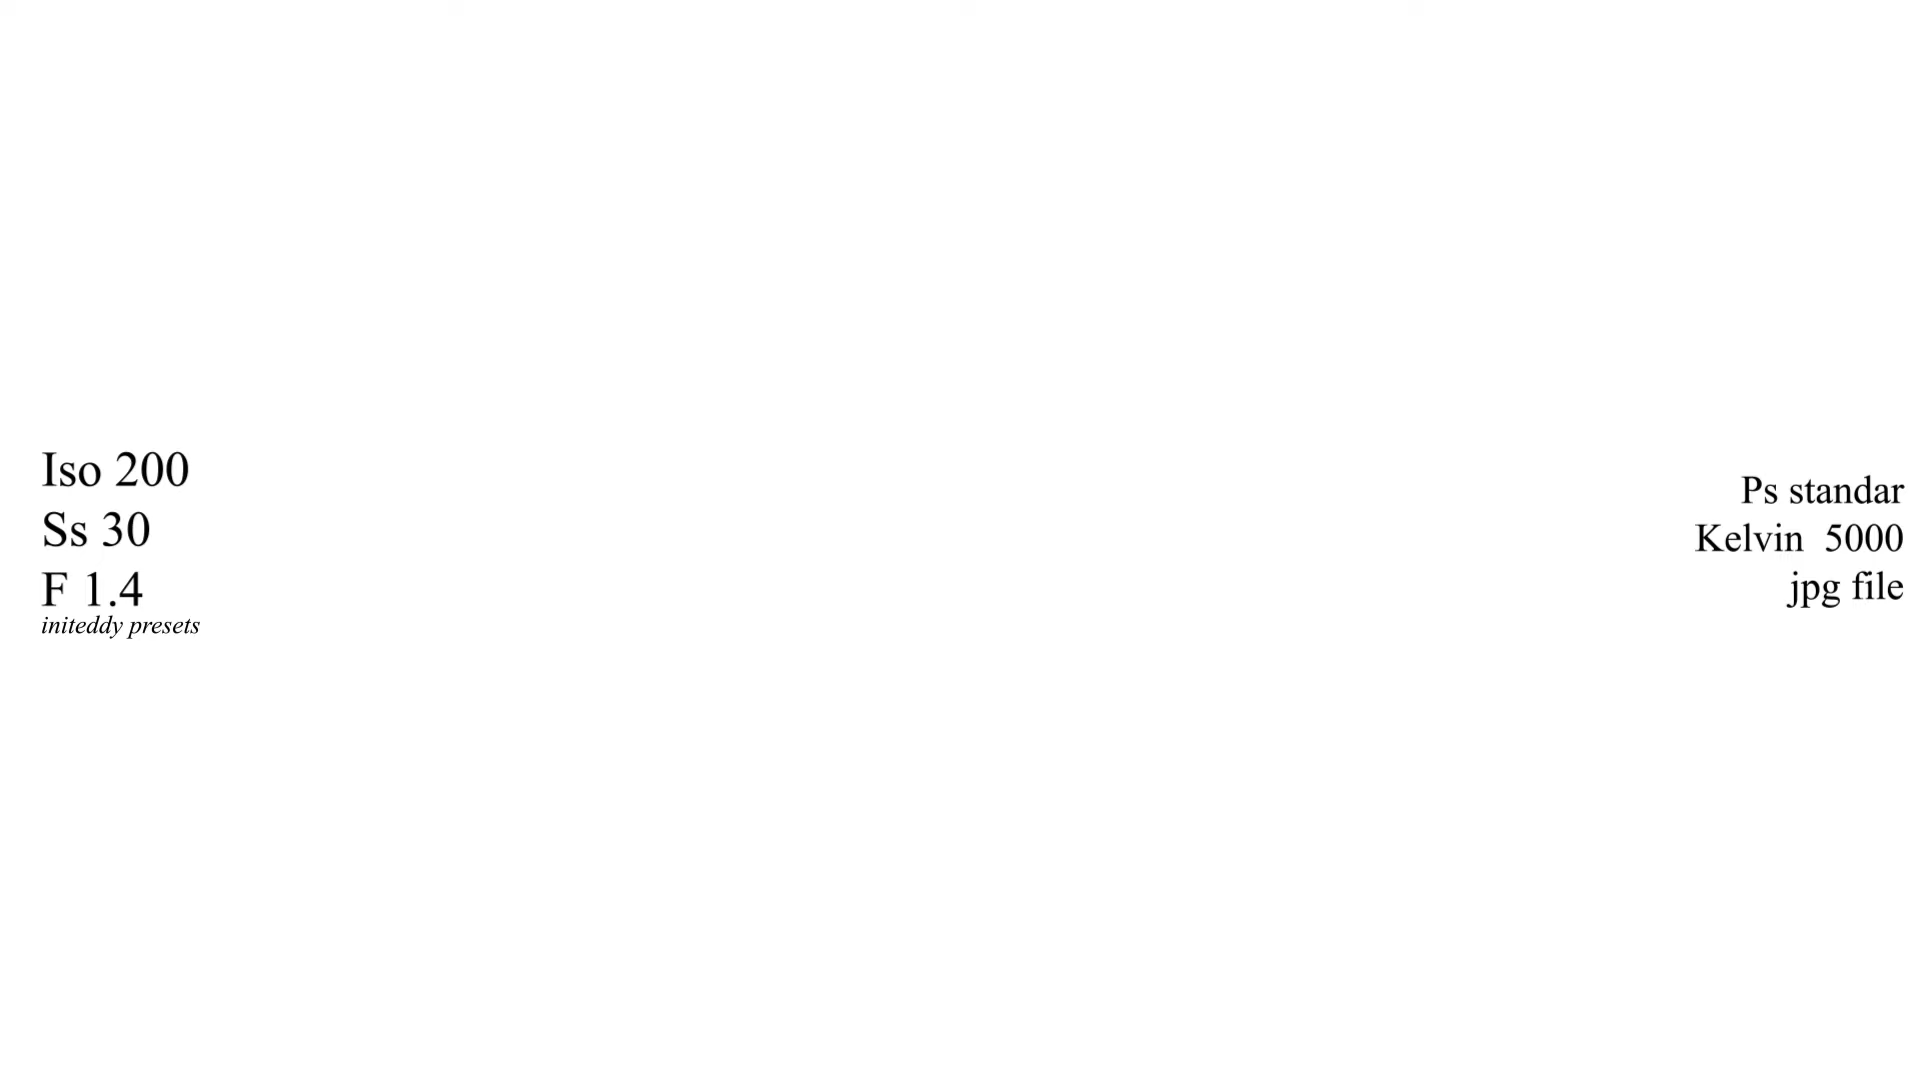 Iso 200
Ss 30
F 1.4
initeddy presets
Ps standar
Kelvin  5000
jpg file